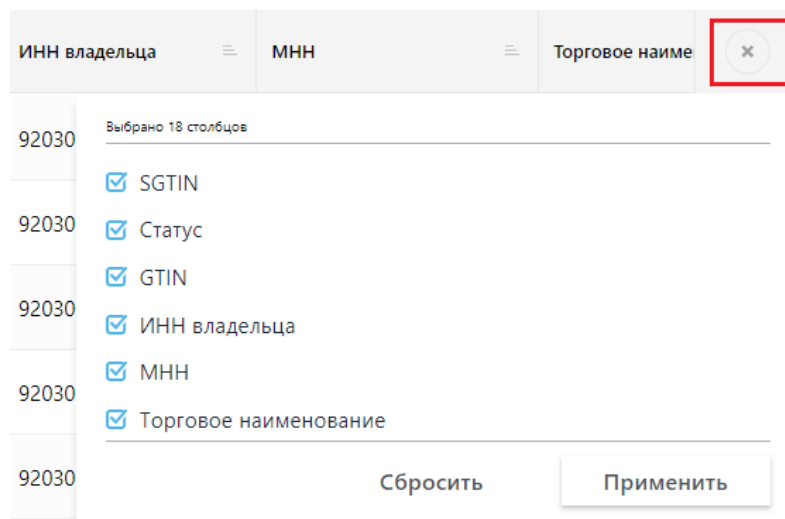 ИНН владельца МНН Торговое наиме
92030
Выбрано 18 столбцов
SGTIN
92030
Статус
GTIN
92030
ИНН владельца
МНН
92030
Торговое наименование
92030
Сбросить Применить